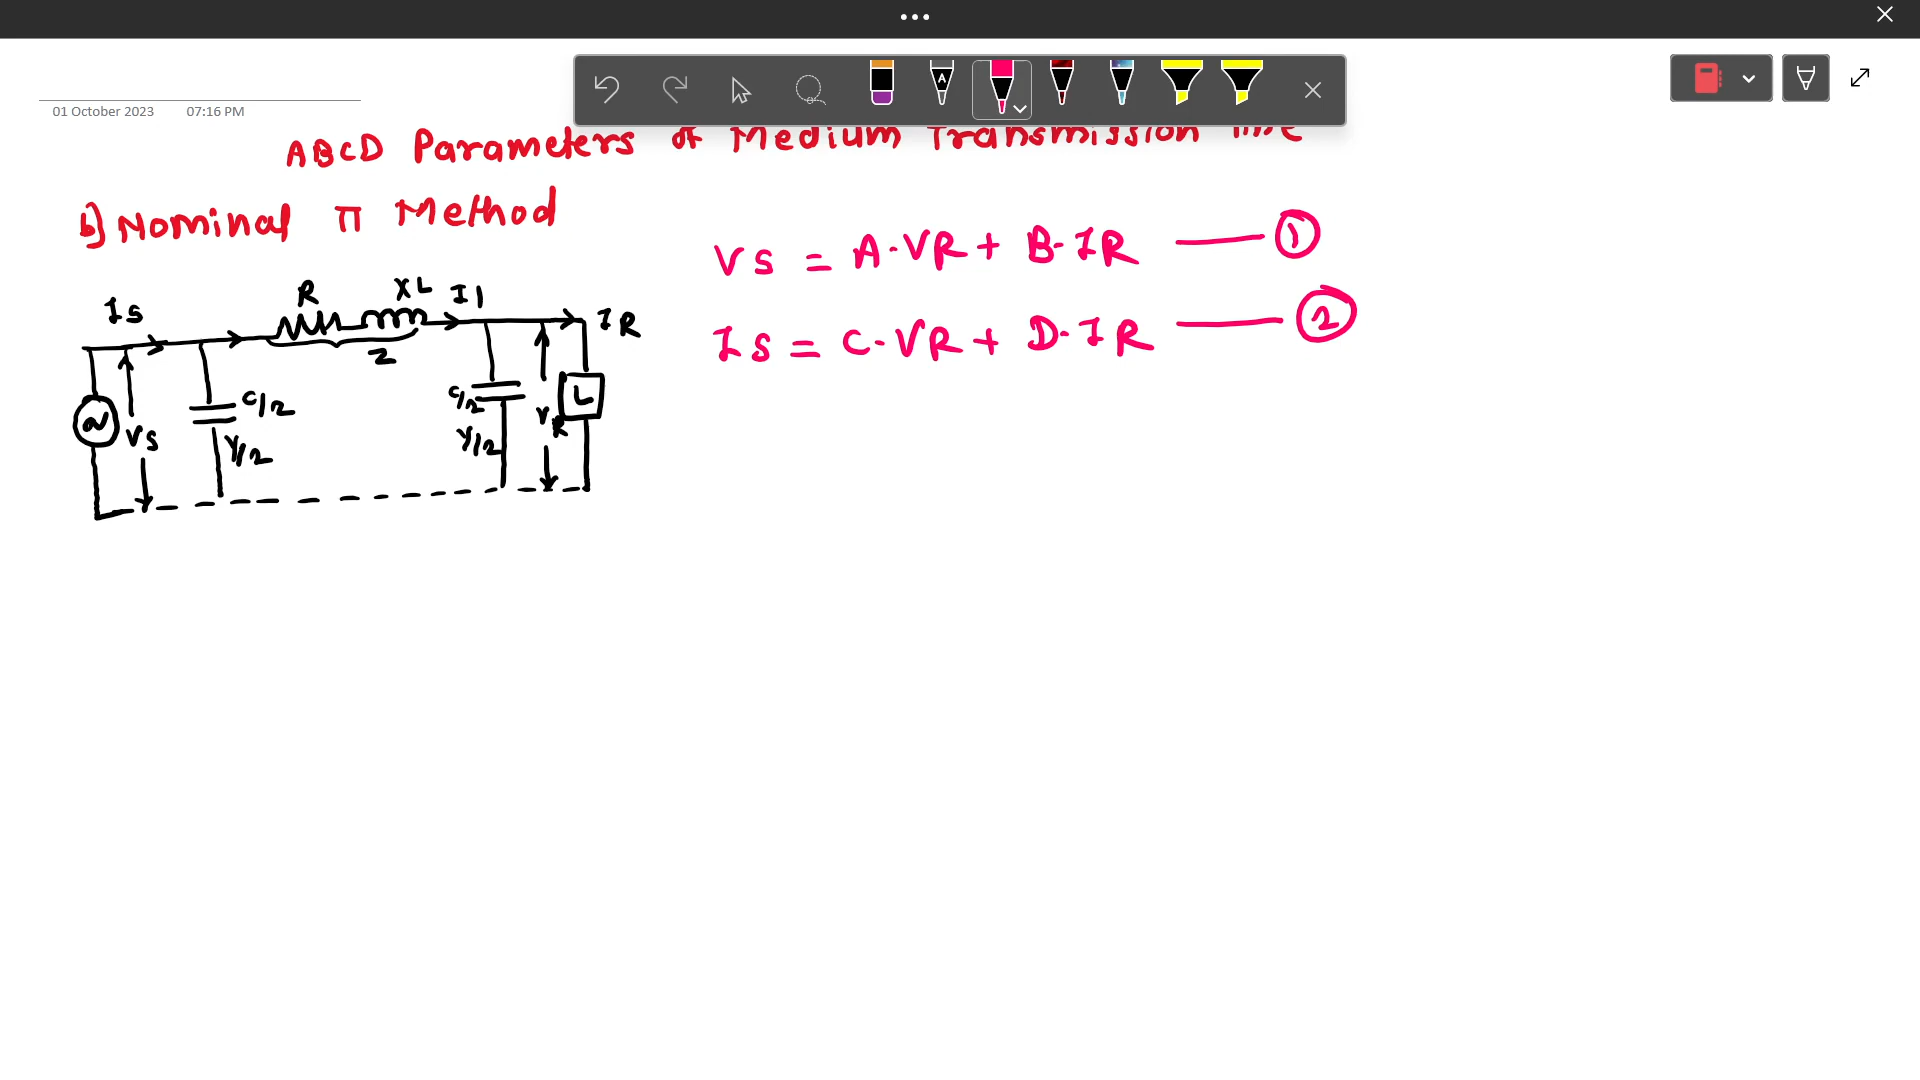 01 October 2023 07:16 PM
ABCD Parameters of Medium Transmission line
b) Nominal π Method
VS = A·VR + B·IR —— ①
IS = C·VR + D·IR —— ②
IS
R
XL
I1
IR
Z
C/2
Y/2
VS
C/2
Y/2
VR
L
A